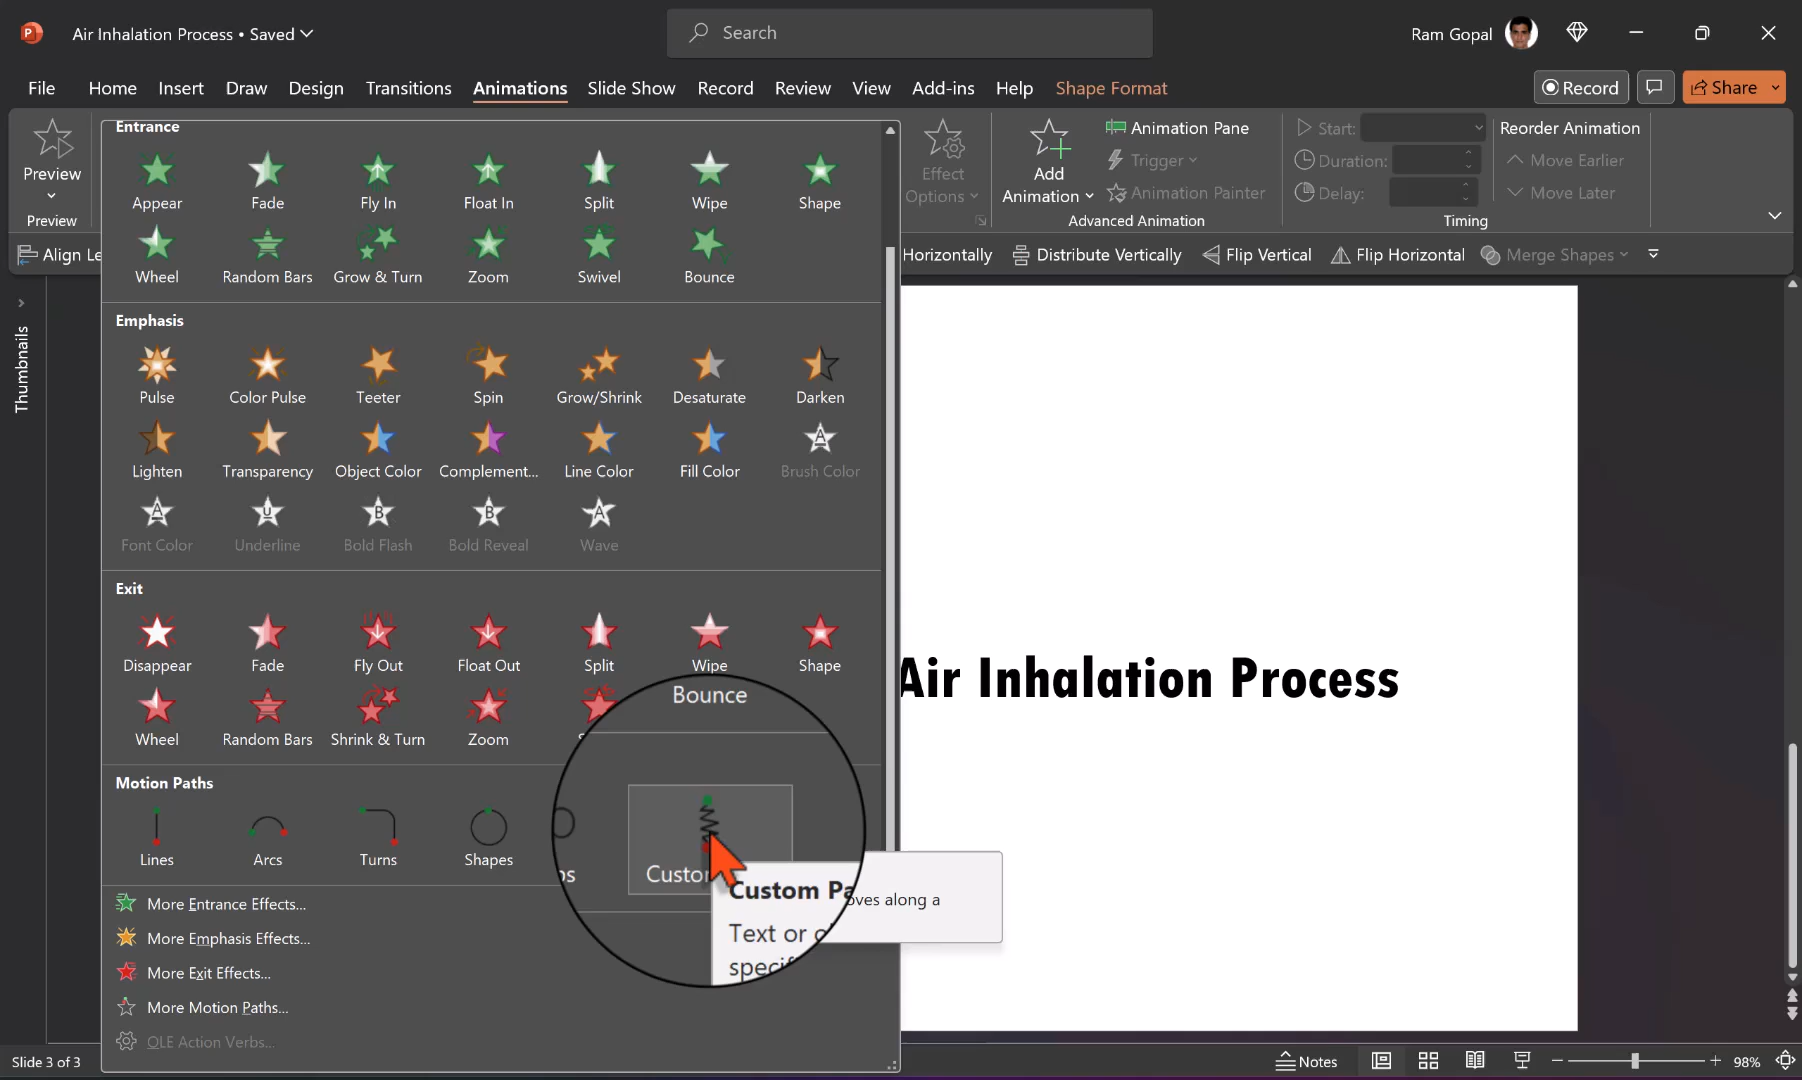 Air Inhalation Process • Saved
Search
Ram Gopal
File Home Insert Draw Design Transitions Animations Slide Show Record Review View Add-ins Help Shape Format
Record
Share
Preview
Preview
Entrance
Appear Fade Fly In Float In Split Wipe Shape
Wheel Random Bars Grow & Turn Zoom Swivel Bounce
Effect Options
Add Animation
Animation Pane
Trigger
Animation Painter
Advanced Animation
Start:
Duration:
Delay:
Timing
Reorder Animation
Move Earlier
Move Later
Align Le
Horizontally Distribute Vertically Flip Vertical Flip Horizontal Merge Shapes
Thumbnails
Emphasis
Pulse Color Pulse Teeter Spin Grow/Shrink Desaturate Darken
Lighten Transparency Object Color Complement... Line Color Fill Color Brush Color
Font Color Underline Bold Flash Bold Reveal Wave
Exit
Disappear Fade Fly Out Float Out Split Wipe Shape
Wheel Random Bars Shrink & Turn Zoom
Bounce
Motion Paths
Lines Arcs Turns Shapes
Custo
Custom Pa
oves along a
Text or o
specif
More Entrance Effects...
More Emphasis Effects...
More Exit Effects...
More Motion Paths...
OLE Action Verbs...
Air Inhalation Process
Slide 3 of 3
Notes
98%